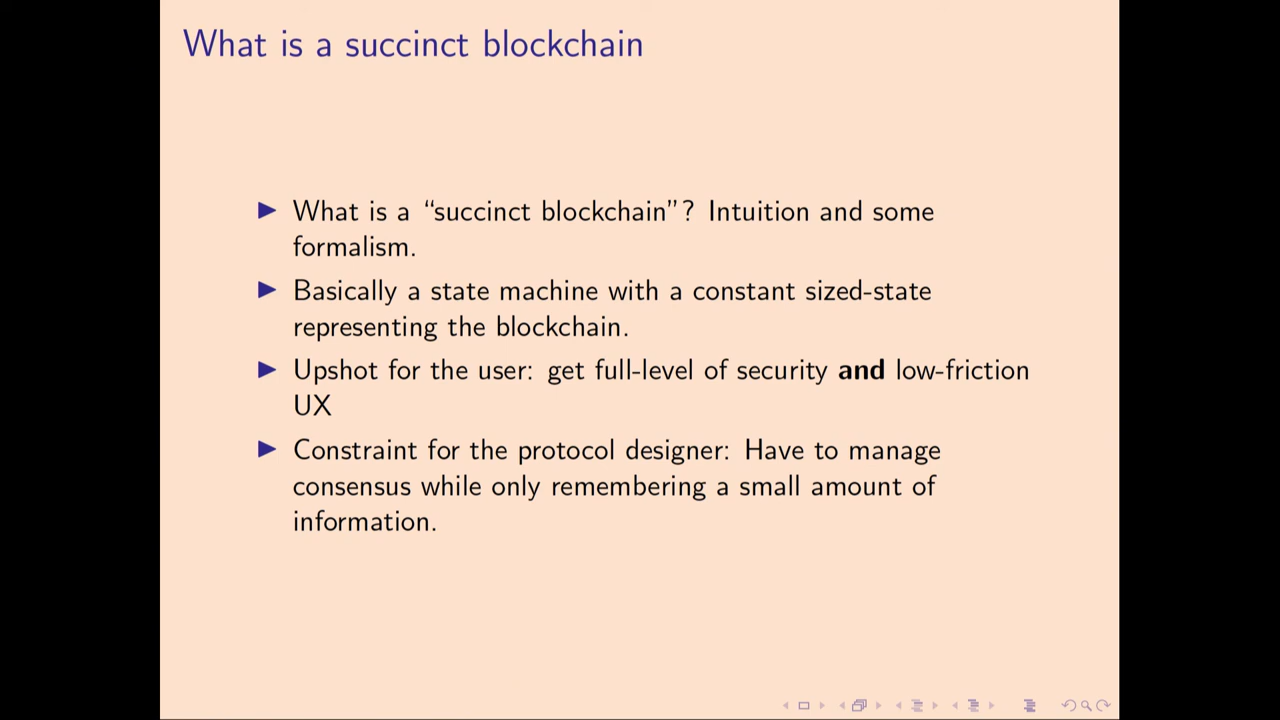 What is a succinct blockchain
What is a “succinct blockchain”? Intuition and some
formalism.
Basically a state machine with a constant sized-state
representing the blockchain.
Upshot for the user: get full-level of security and low-friction
UX
Constraint for the protocol designer: Have to manage
consensus while only remembering a small amount of
information.